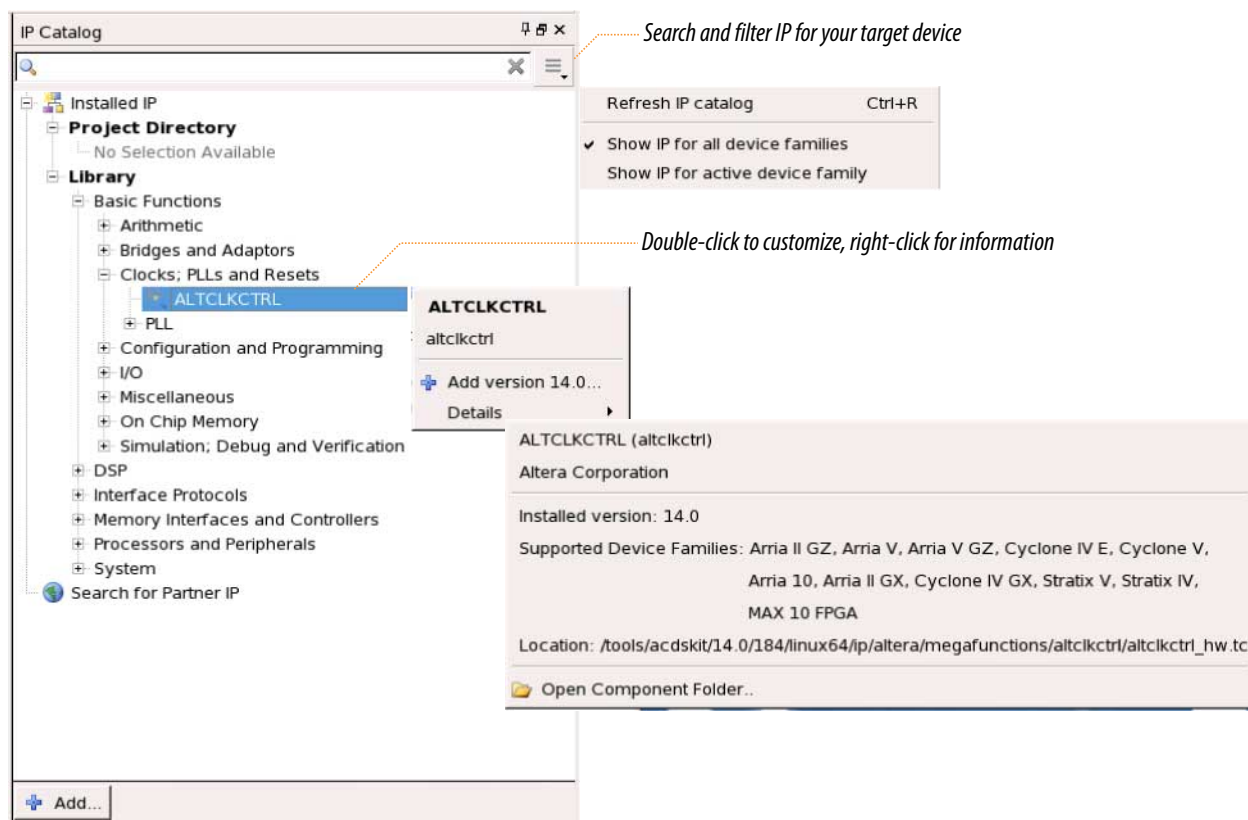 IP Catalog
Search and filter IP for your target device
Installed IP
Project Directory
No Selection Available
Library
Basic Functions
Arithmetic
Bridges and Adaptors
Clocks; PLLs and Resets
ALTCLKCTRL
PLL
Configuration and Programming
I/O
Miscellaneous
On Chip Memory
Simulation; Debug and Verification
DSP
Interface Protocols
Memory Interfaces and Controllers
Processors and Peripherals
System
Search for Partner IP
Add...
Refresh IP catalog Ctrl+R
Show IP for all device families
Show IP for active device family
Double-click to customize, right-click for information
ALTCLKCTRL
altclkctrl
Add version 14.0...
Details
ALTCLKCTRL (altclkctrl)
Altera Corporation
Installed version: 14.0
Supported Device Families: Arria II GZ, Arria V, Arria V GZ, Cyclone IV E, Cyclone V,
Arria 10, Arria II GX, Cyclone IV GX, Stratix V, Stratix IV,
MAX 10 FPGA
Location: /tools/acdskit/14.0/184/linux64/ip/altera/megafunctions/altclkctrl/altclkctrl_hw.tc
Open Component Folder..